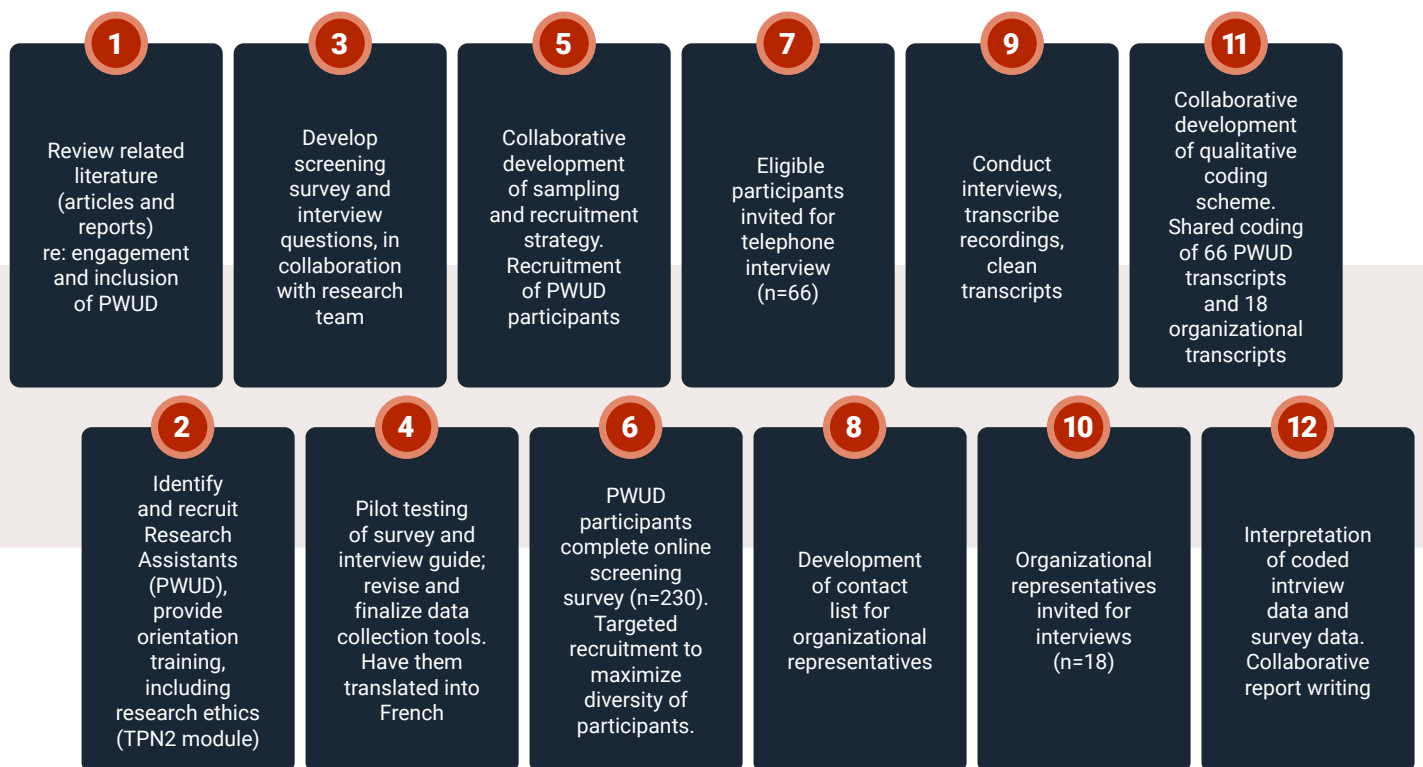 1
Review related
literature
(articles and
reports)
re: engagement
and inclusion
of PWUD
2
Identify
and recruit
Research
Assistants
(PWUD),
provide
orientation
training,
including
research ethics
(TPN2 module)
3
Develop
screening
survey and
interview
questions, in
collaboration
with research
team
4
Pilot testing
of survey and
interview guide;
revise and
finalize data
collection tools.
Have them
translated into
French
5
Collaborative
development
of sampling
and recruitment
strategy.
Recruitment
of PWUD
participants
6
PWUD
participants
complete online
screening
survey (n=230).
Targeted
recruitment to
maximize
diversity of
participants.
7
Eligible
participants
invited for
telephone
interview
(n=66)
8
Development
of contact
list for
organizational
representatives
9
Conduct
interviews,
transcribe
recordings,
clean
transcripts
10
Organizational
representatives
invited for
interviews
(n=18)
11
Collaborative
development
of qualitative
coding
scheme.
Shared coding
of 66 PWUD
transcripts
and 18
organizational
transcripts
12
Interpretation
of coded
intrview
data and
survey data.
Collaborative
report writing